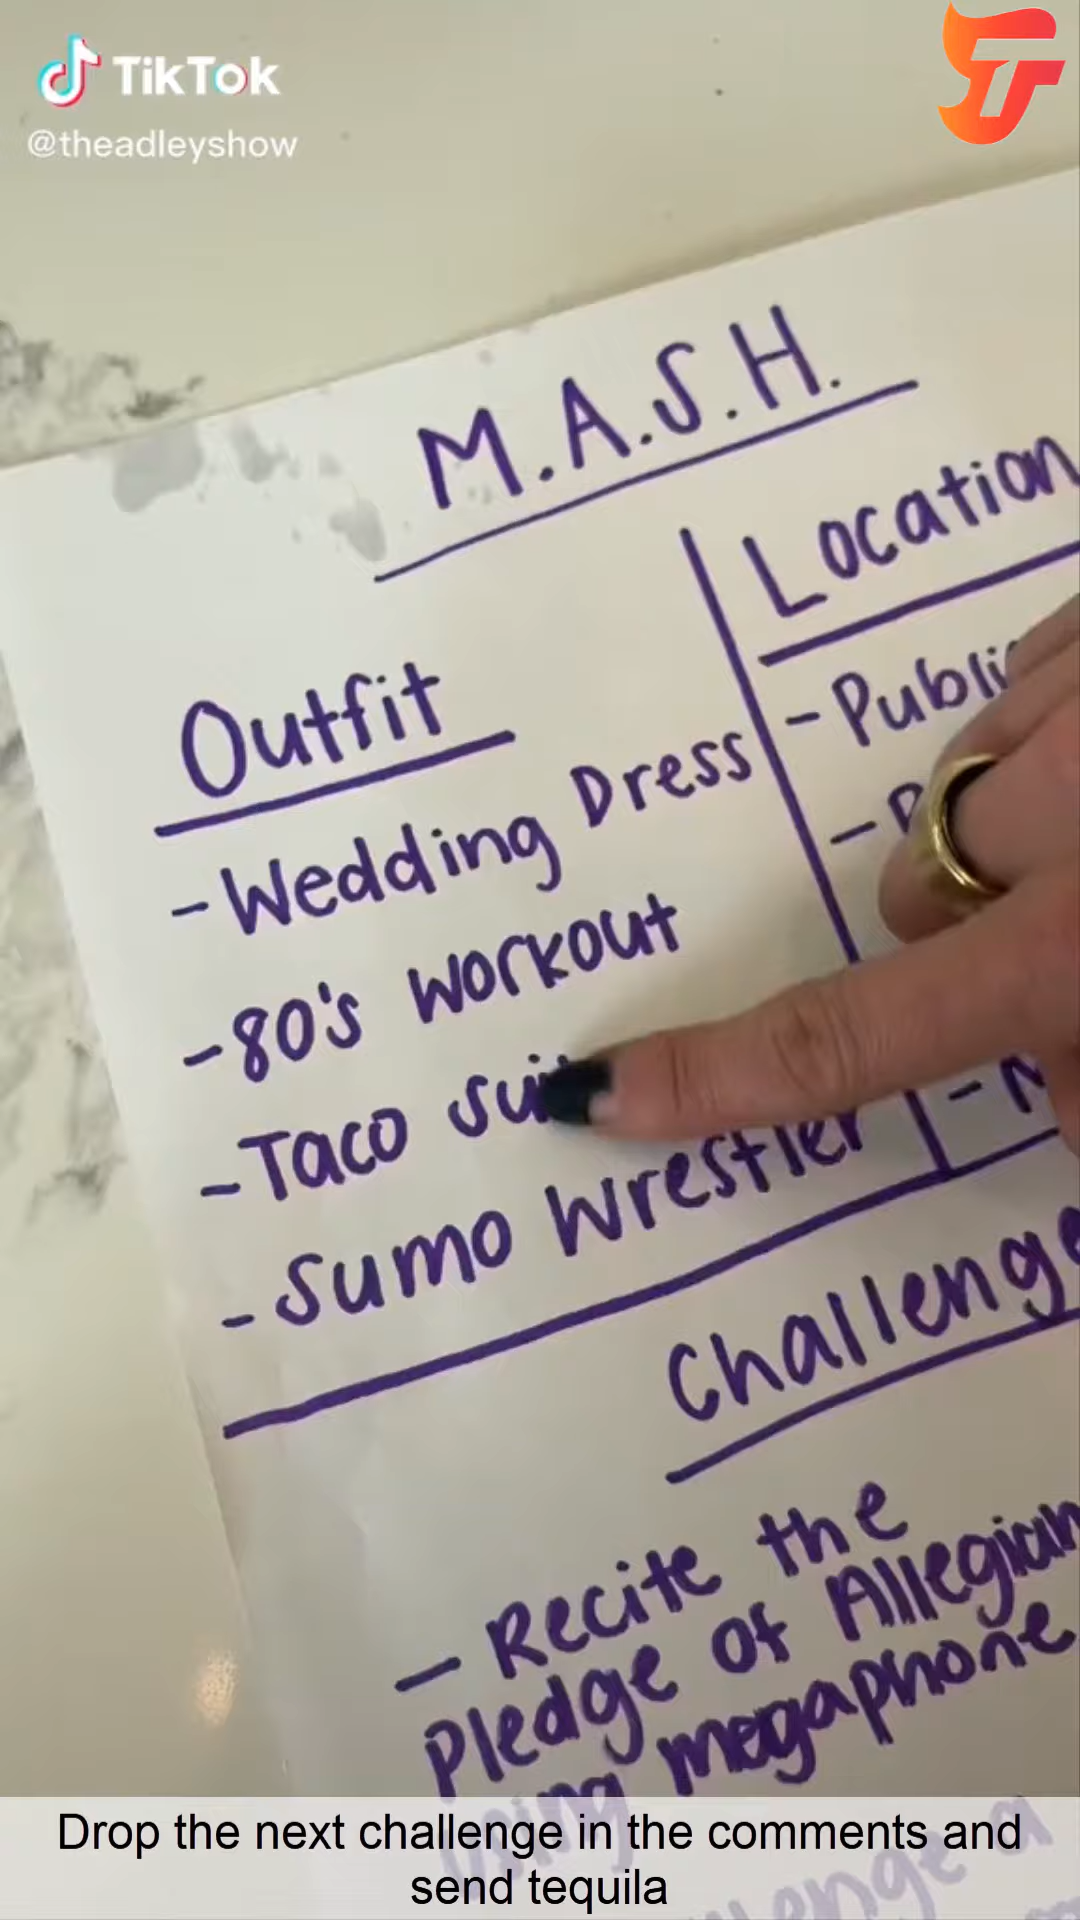 TikTok
@theadleyshow
M.A.S.H.
Outfit
- Wedding Dress
- 80's workout
- Taco
- Sumo Wrestler
Location
Challenge
- Recite the
Pledge of
using megaphone
Drop the next challenge in the comments and
send tequila